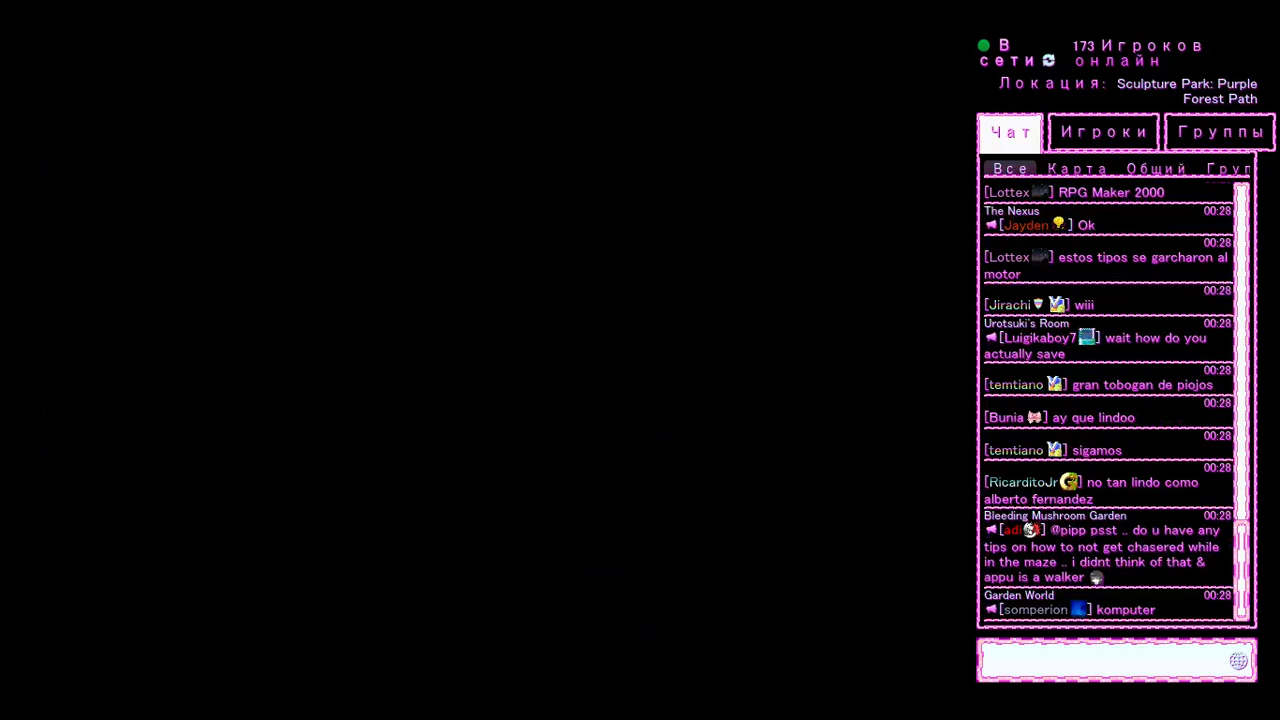 В сети
173 Игроков онлайн
Локация: Sculpture Park: Purple Forest Path
Чат Игроки Группы
Все Карта Общий Груп
[Lottex] RPG Maker 2000
The Nexus 00:28
[Jayden] Ok
00:28
[Lottex] estos tipos se garcharon al
motor
00:28
[Jirachi] wiii
Urotsuki's Room 00:28
[Luigikaboy7] wait how do you
actually save
00:28
[temtiano] gran tobogan de piojos
00:28
[Bunia] ay que lindoo
00:28
[temtiano] sigamos
00:28
[RicarditoJr] no tan lindo como
alberto fernandez
Bleeding Mushroom Garden 00:28
[adi] @pipp psst .. do u have any
tips on how to not get chasered while
in the maze .. i didnt think of that &
appu is a walker
Garden World 00:28
[somperion] komputer